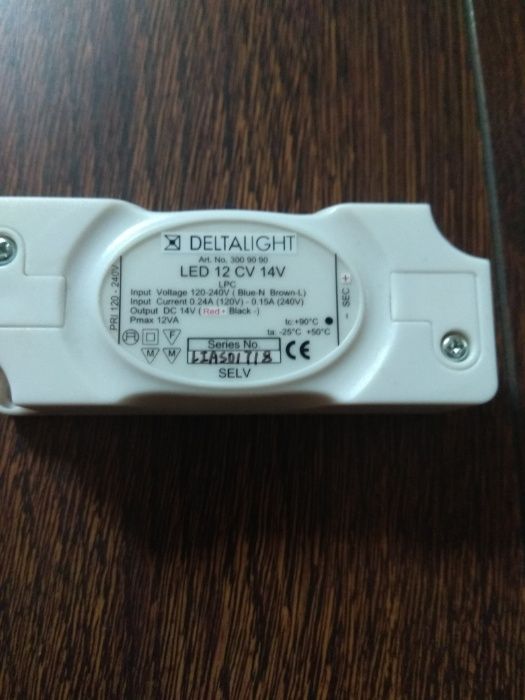 DELTALIGHT
Art. No. 300 90 90
LED 12 CV 14V
LPC
Input Voltage 120-240V ( Blue-N Brown-L)
Input Current 0.24A (120V) - 0.15A (240V)
Output DC 14V ( Red+ Black -)
Pmax 12VA
tc:+90°C
ta: -25°C +50°C
F
M M
Series No.
LIAS01718
CE
SELV
PRI 120 - 240V
- SEC +